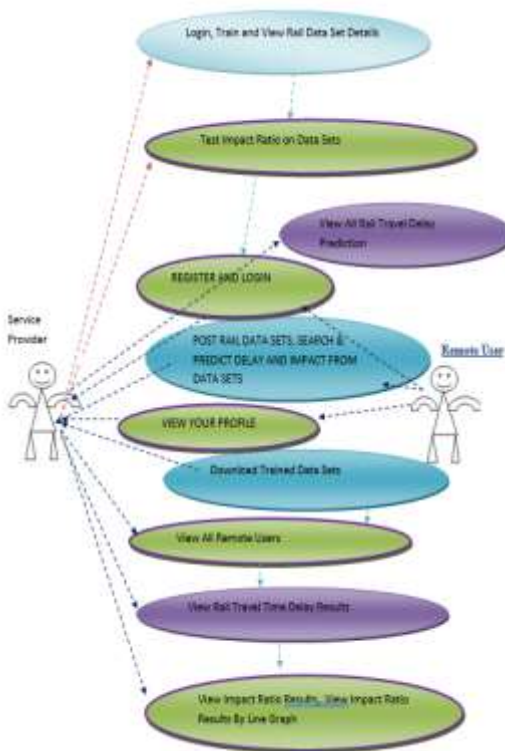 Login, Train and View Rail Data Set Details
Test Impact Ratio on Data Sets
View All Rail Travel Delay
Prediction
REGISTER AND LOGIN
Service
Provider
POST RAIL DATA SETS, SEARCH &
PREDICT DELAY AND IMPACT FROM
DATA SETS
Remote User
VIEW YOUR PROFILE
Download Trained Data Sets
View All Remote Users
View Rail Travel Time Delay Results
View Impact Ratio Results, View Impact Ratio
Results By Line Graph